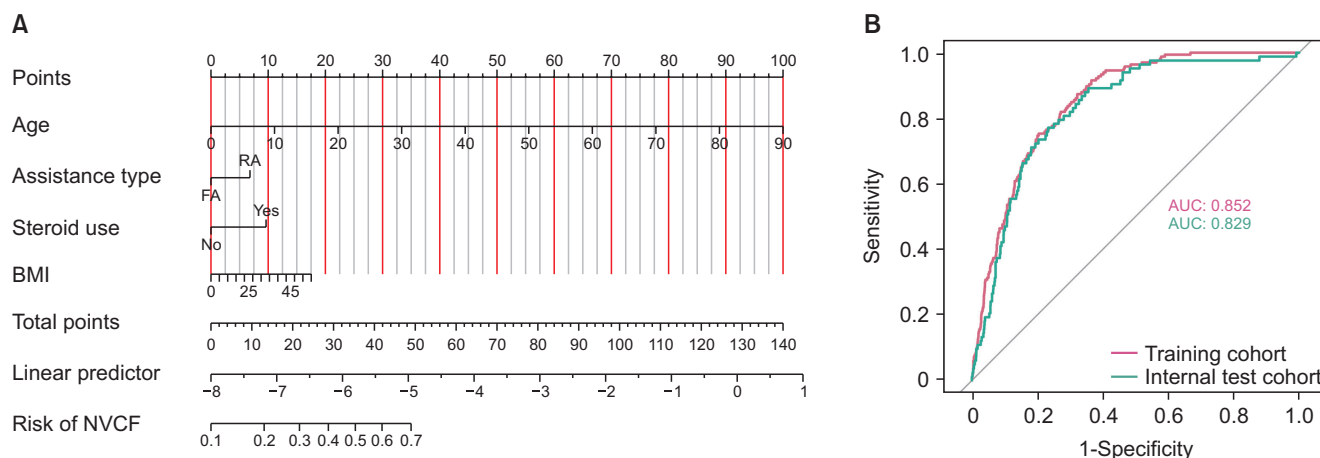 A
Points
0 10 20 30 40 50 60 70 80 90 100
Age
0 10 20 30 40 50 60 70 80 90
Assistance type
RA
FA
Steroid use
Yes
No
BMI
0 25 45
Total points
0 10 20 30 40 50 60 70 80 90 100 110 120 130 140
Linear predictor
−8 −7 −6 −5 −4 −3 −2 −1 0 1
Risk of NVCF
0.1 0.2 0.3 0.4 0.5 0.6 0.7
B
Sensitivity
1.0
0.8
0.6
0.4
0.2
0
AUC: 0.852
AUC: 0.829
Training cohort
Internal test cohort
0 0.2 0.4 0.6 0.8 1.0
1-Specificity